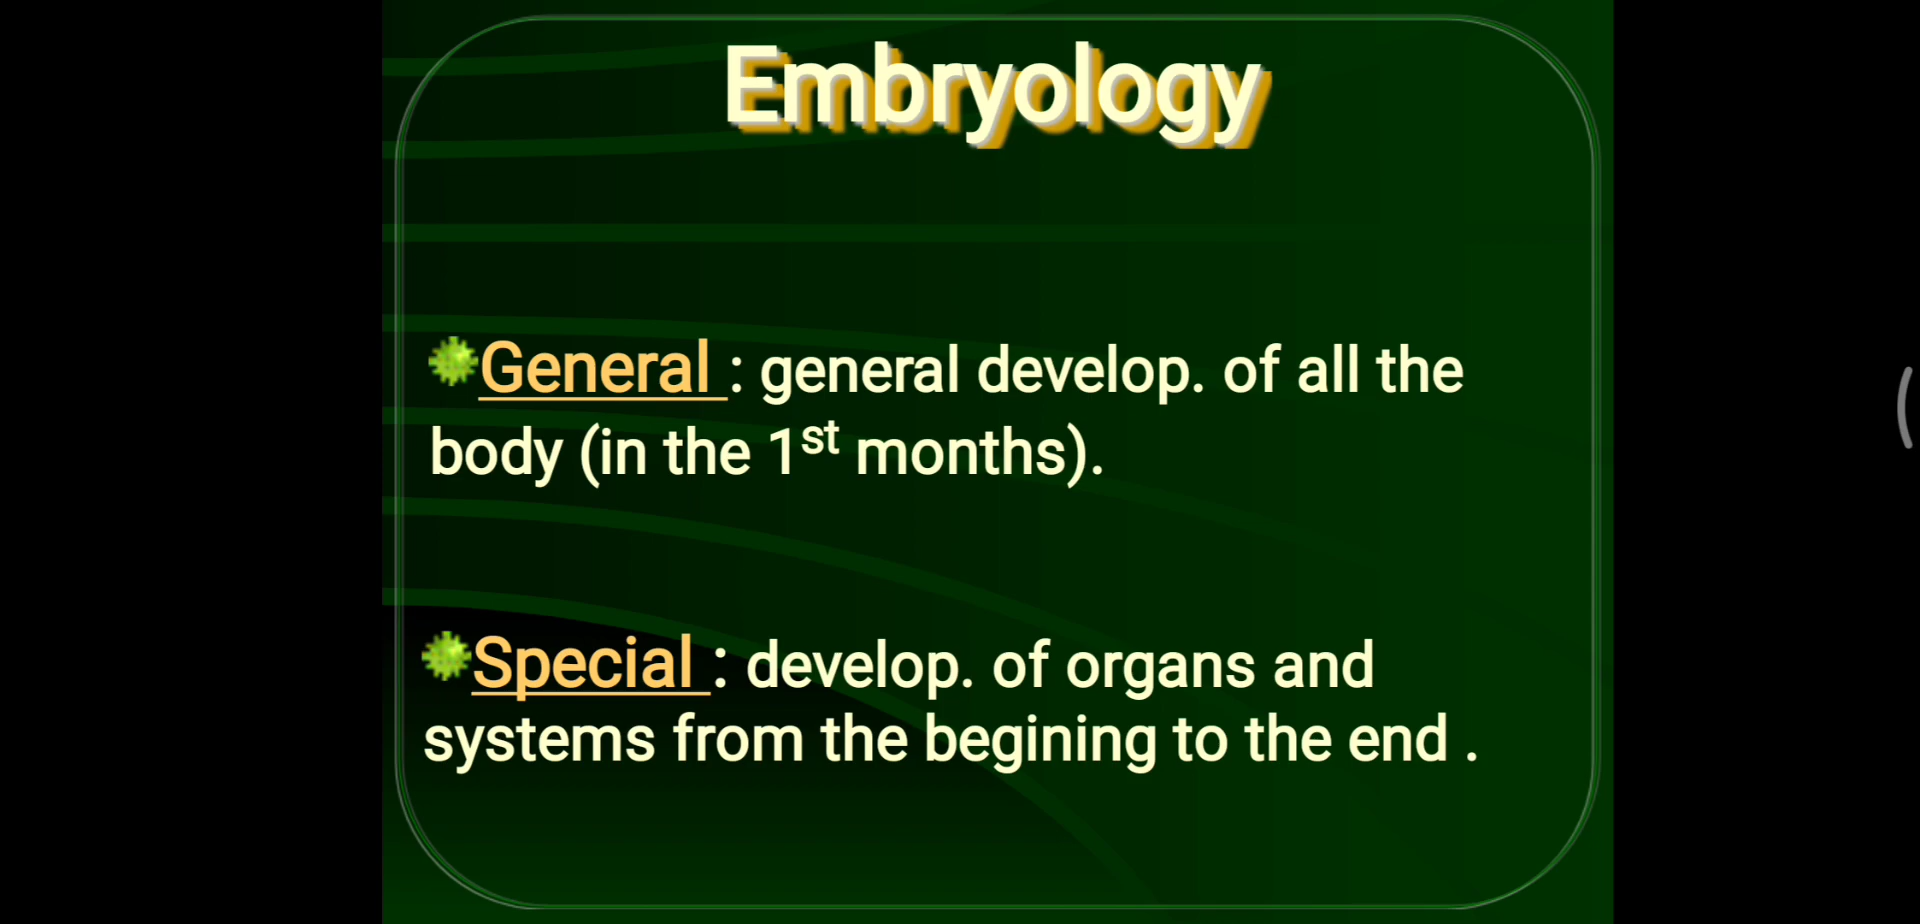 Embryology
General : general develop. of all the
body (in the 1st months).
Special : develop. of organs and
systems from the begining to the end .